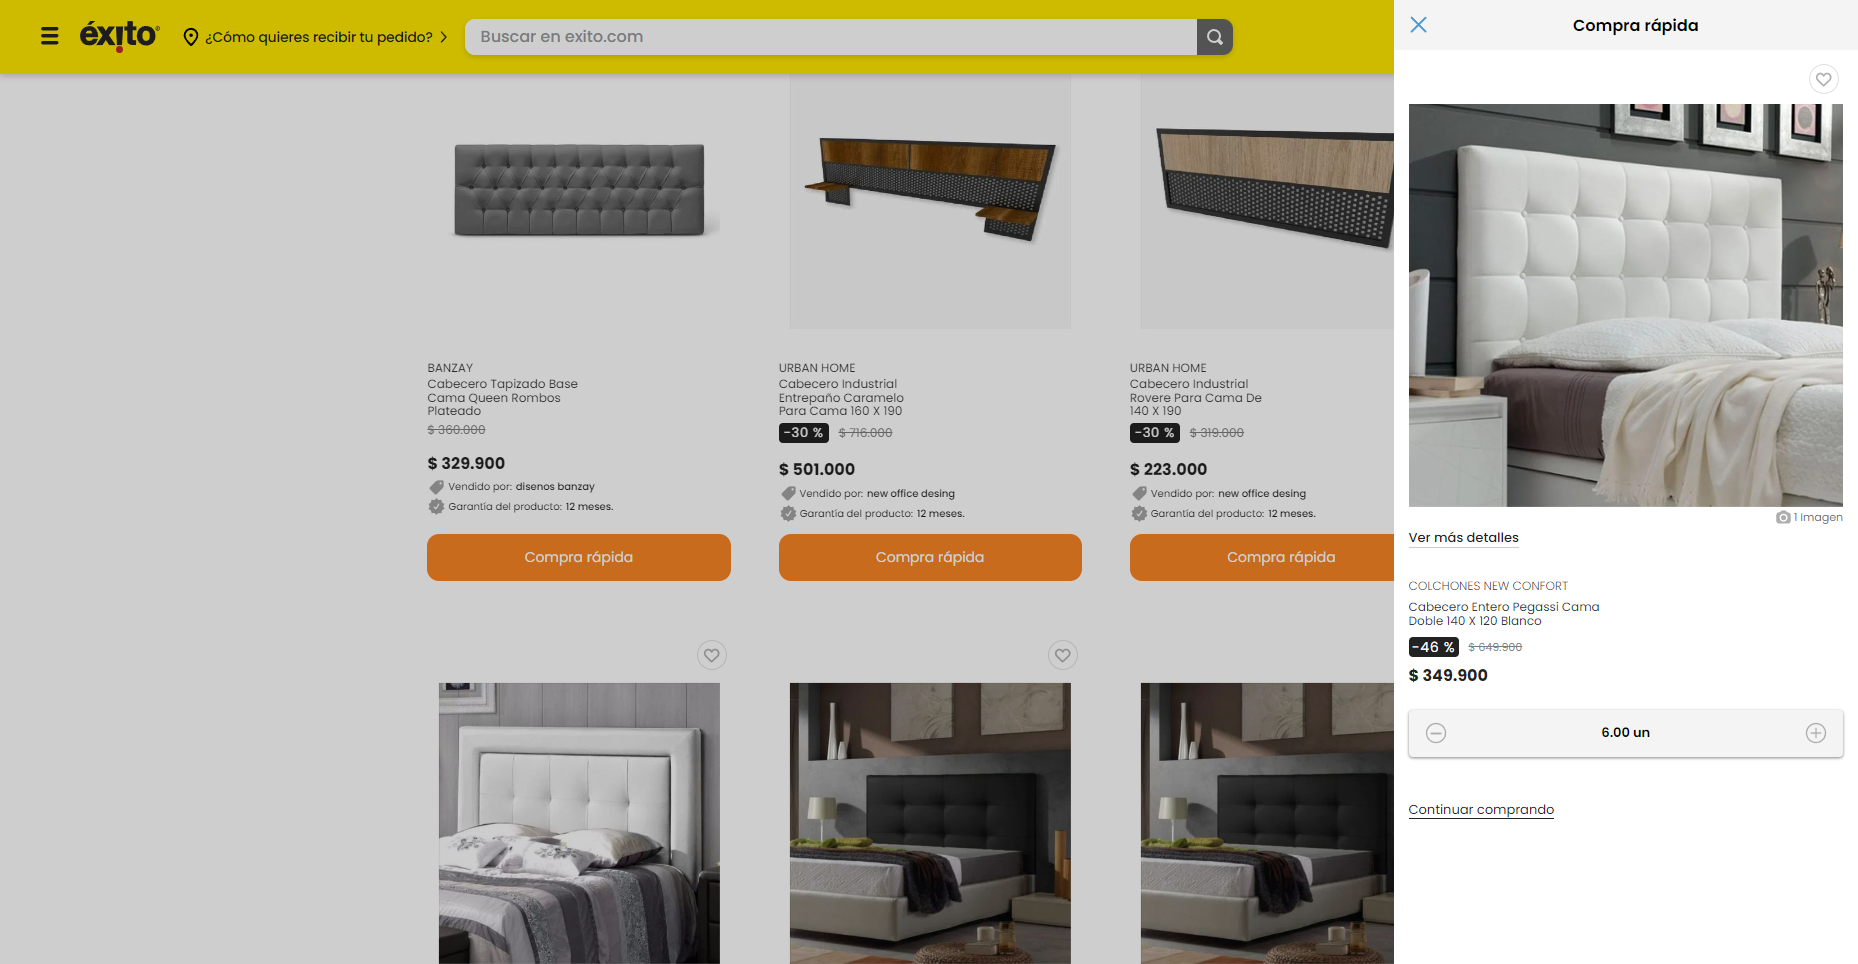 éxito
¿Cómo quieres recibir tu pedido?
Buscar en exito.com
BANZAY
Cabecero Tapizado Base
Cama Queen Rombos
Plateado
$ 360.000
$ 329.900
Vendido por: disenos banzay
Garantía del producto: 12 meses.
Compra rápida
URBAN HOME
Cabecero Industrial
Entrepaño Caramelo
Para Cama 160 X 190
-30 % $ 716.000
$ 501.000
Vendido por: new office desing
Garantía del producto: 12 meses.
Compra rápida
URBAN HOME
Cabecero Industrial
Rovere Para Cama De
140 X 190
-30 % $ 319.000
$ 223.000
Vendido por: new office desing
Garantía del producto: 12 meses.
Compra rápida
Compra rápida
1 Imagen
Ver más detalles
COLCHONES NEW CONFORT
Cabecero Entero Pegassi Cama
Doble 140 X 120 Blanco
-46 % $ 649.900
$ 349.900
6.00 un
Continuar comprando